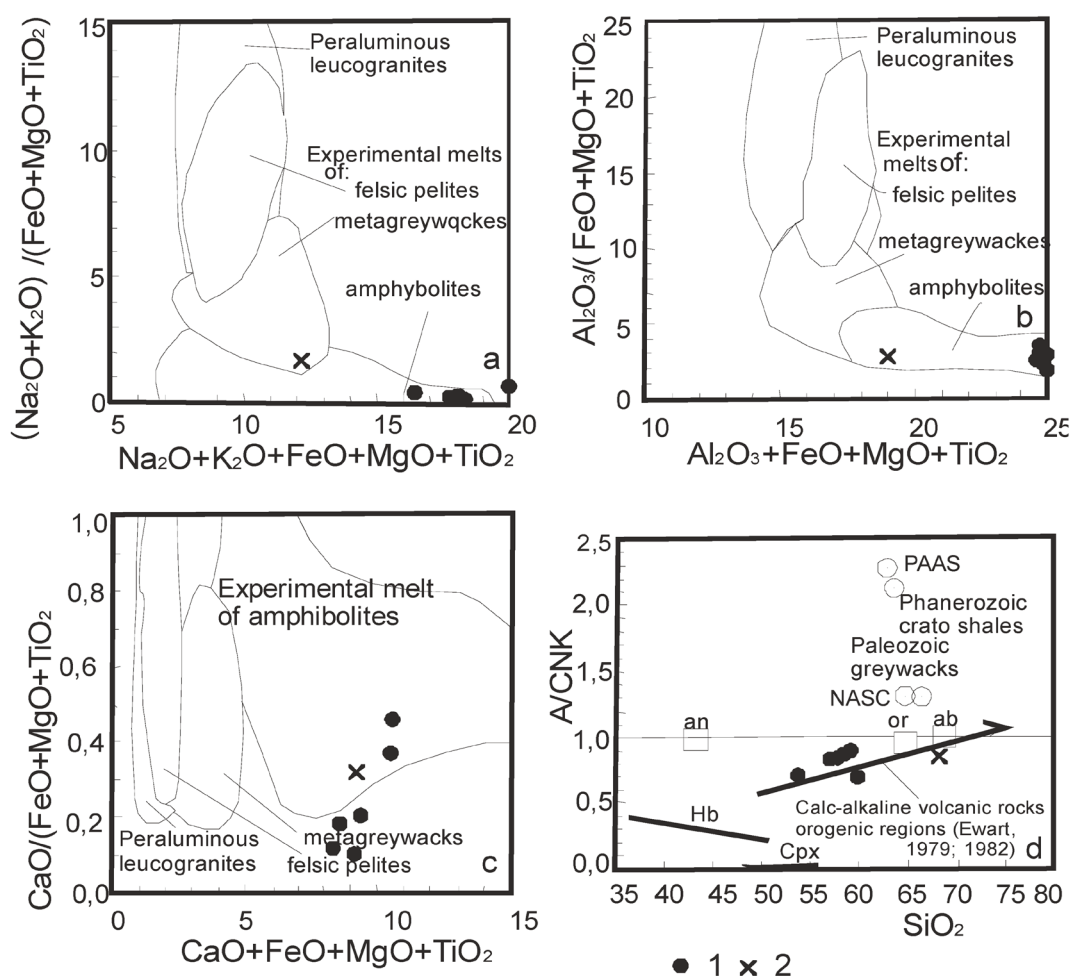 (Na₂O+K₂O) /(FeO+MgO+TiO₂)
15
10
5
0
Peraluminous
leucogranites
Experimental melts
of:
felsic pelites
metagreywqckes
amphybolites
a
5
10
15
20
Na₂O+K₂O+FeO+MgO+TiO₂
Al₂O₃/( FeO+MgO+TiO₂
25
20
15
10
5
0
Peraluminous
leucogranites
Experimental
melts of:
felsic pelites
metagreywackes
amphybolites
b
10
15
20
25
Al₂O₃+FeO+MgO+TiO₂
CaO/(FeO+MgO+TiO₂
1,0
0,8
0,6
0,4
0,2
0,0
Experimental melt
of amphibolites
Peraluminous
leucogranites
metagreywacks
felsic pelites
c
0
5
10
15
CaO+FeO+MgO+TiO₂
A/CNK
2,5
2,0
1,5
1.0
0,5
0,0
PAAS
Phanerozoic
crato shales
Paleozoic
greywacks
NASC
an
or
ab
Hb
Cpx
Calc-alkaline volcanic rocks
orogenic regions (Ewart,
1979; 1982)
d
35
45
50
55
60
65
70
75
80
SiO₂
1
2